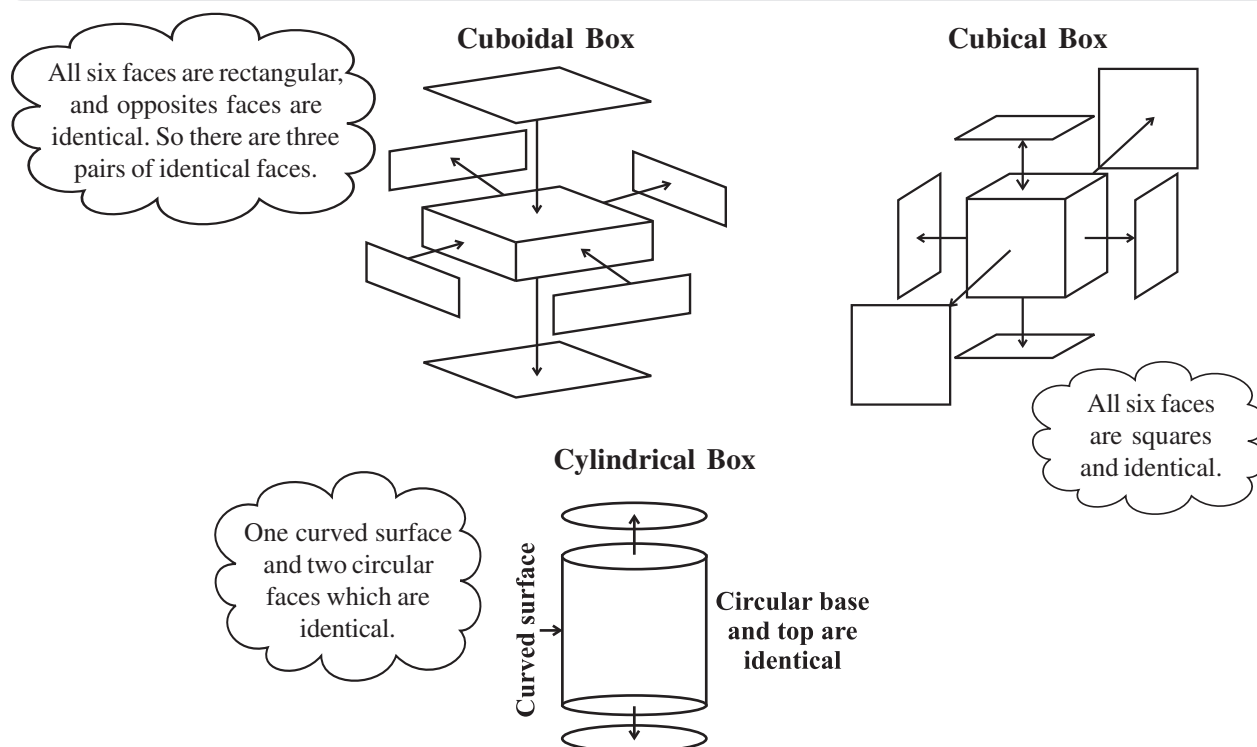 Cuboidal Box
Cubical Box
All six faces are rectangular,
and opposites faces are
identical. So there are three
pairs of identical faces.
All six faces
are squares
and identical.
Cylindrical Box
One curved surface
and two circular
faces which are
identical.
Curved surface
Circular base
and top are
identical